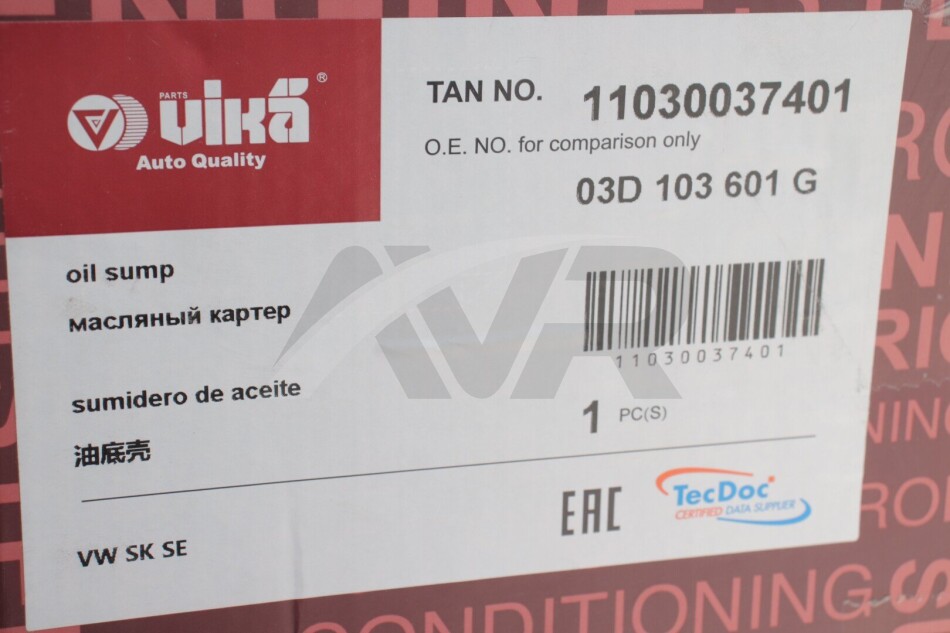 PARTS
vika®
Auto Quality
TAN NO. 11030037401
O.E. NO. for comparison only
03D 103 601 G
oil sump
масляный картер
sumidero de aceite
油底壳
11030037401
1 PC(S)
VW SK SE
EAC
TecDoc
CERTIFIED DATA SUPPLIER
AVR
CONDITIONING